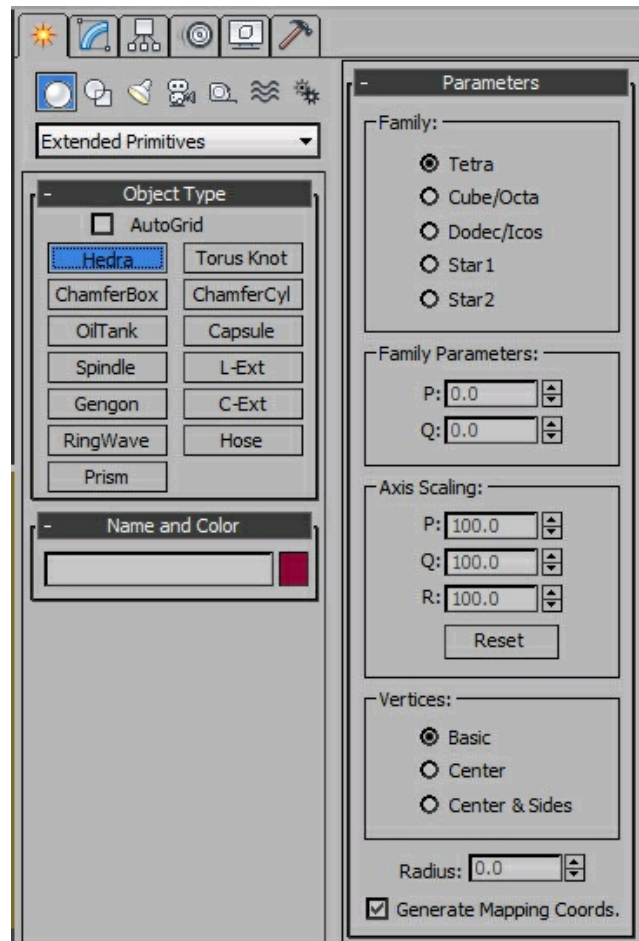 Extended Primitives
- Object Type
AutoGrid
Hedra Torus Knot
ChamferBox ChamferCyl
OilTank Capsule
Spindle L-Ext
Gengon C-Ext
RingWave Hose
Prism
- Name and Color
- Parameters
Family:
Tetra
Cube/Octa
Dodec/Icos
Star1
Star2
Family Parameters:
P: 0.0
Q: 0.0
Axis Scaling:
P: 100.0
Q: 100.0
R: 100.0
Reset
Vertices:
Basic
Center
Center & Sides
Radius: 0.0
Generate Mapping Coords.